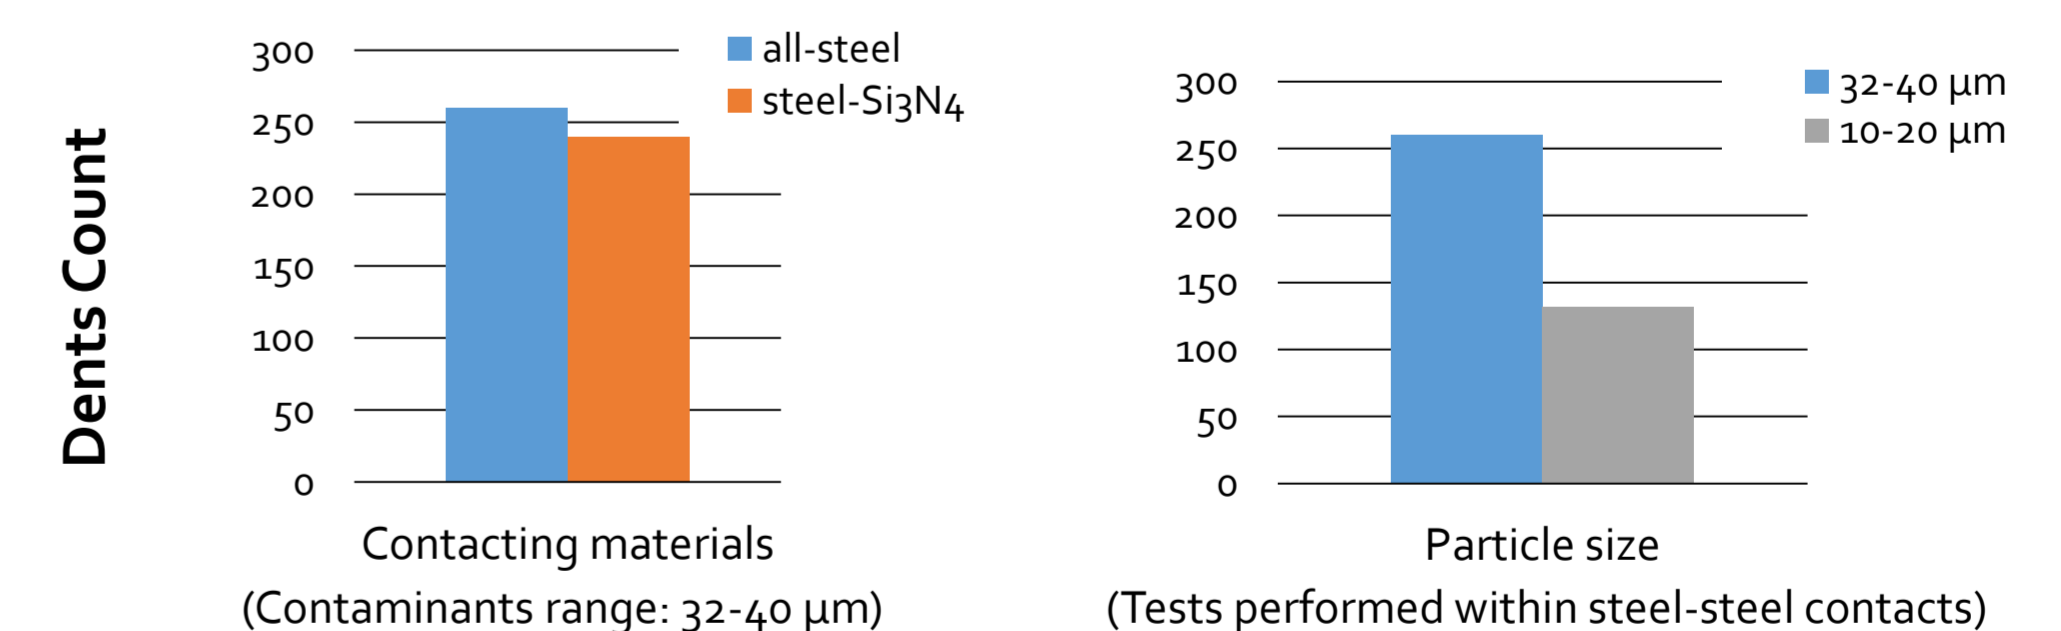 Dents Count
300
250
200
150
100
50
0
all-steel
steel-Si3N4
Contacting materials
(Contaminants range: 32-40 µm)
300
250
200
150
100
50
0
32-40 µm
10-20 µm
Particle size
(Tests performed within steel-steel contacts)